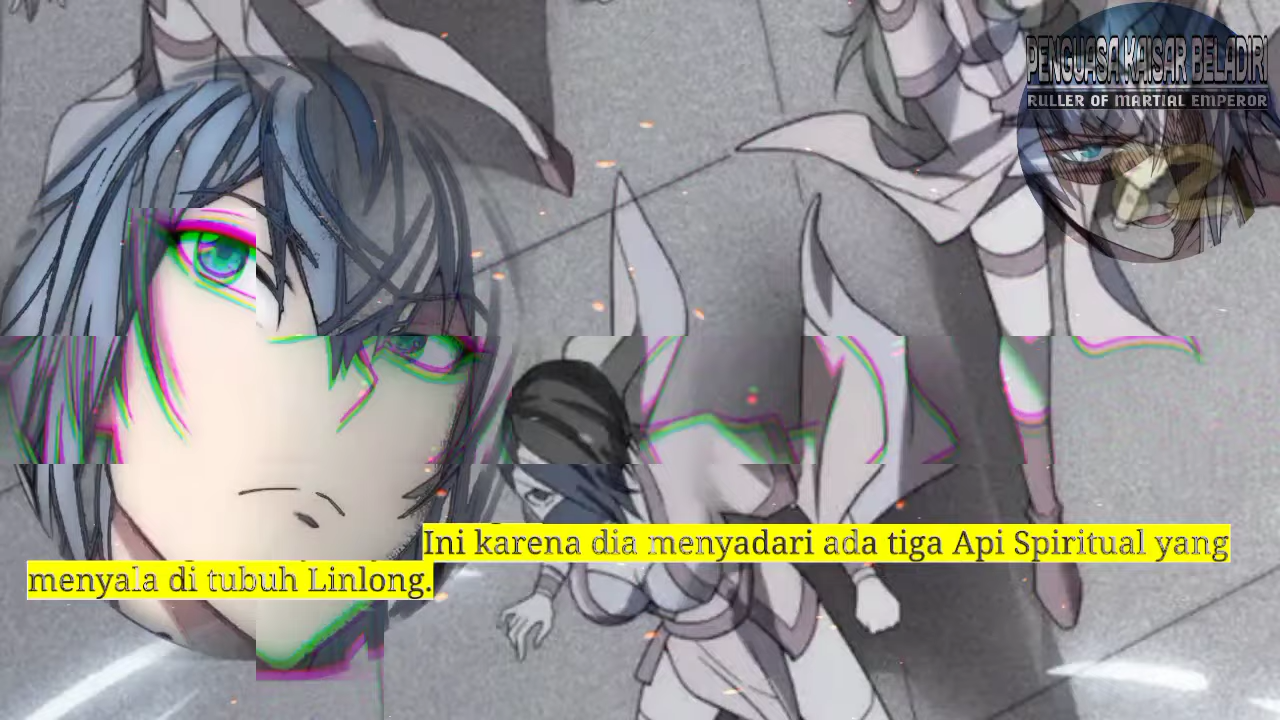 PENGUASA KAISAR BELADIRI
RULLER OF MARTIAL EMPEROR
Ini karena dia menyadari ada tiga Api Spiritual yang
menyala di tubuh Linlong.